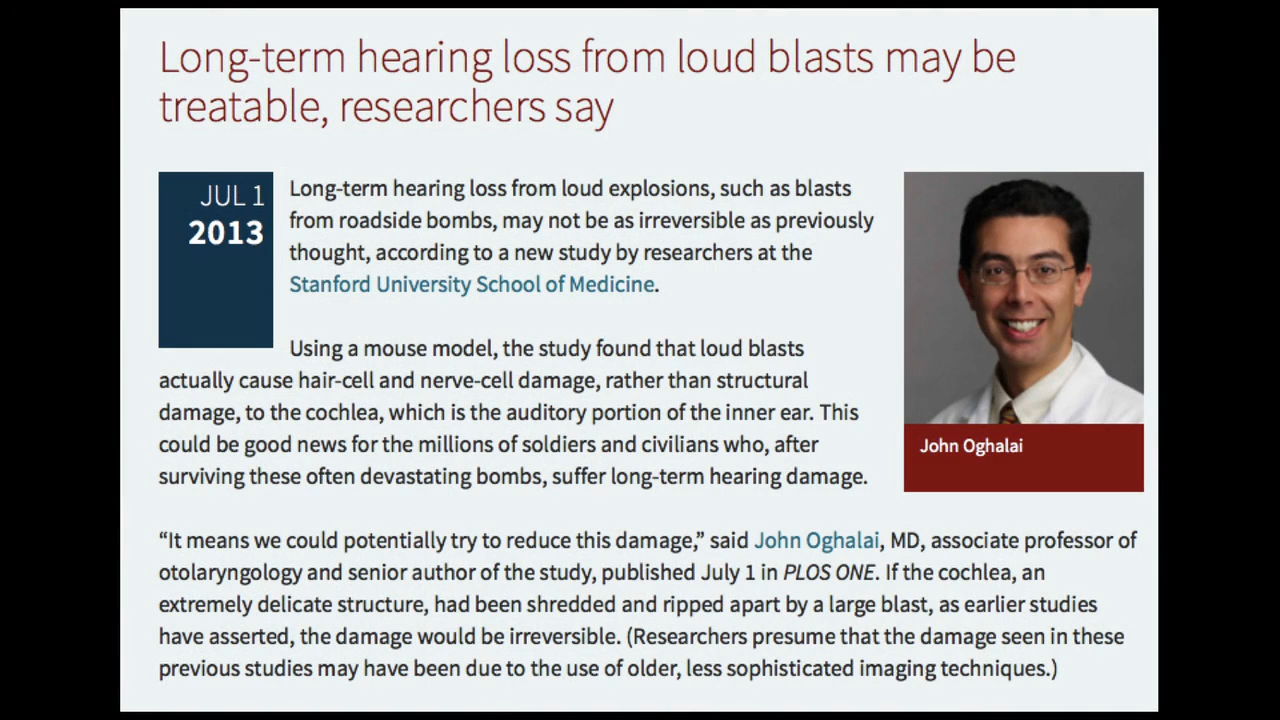 Long-term hearing loss from loud blasts may be
treatable, researchers say
JUL 1
2013
Long-term hearing loss from loud explosions, such as blasts
from roadside bombs, may not be as irreversible as previously
thought, according to a new study by researchers at the
Stanford University School of Medicine.
Using a mouse model, the study found that loud blasts
actually cause hair-cell and nerve-cell damage, rather than structural
damage, to the cochlea, which is the auditory portion of the inner ear. This
could be good news for the millions of soldiers and civilians who, after
surviving these often devastating bombs, suffer long-term hearing damage.
John Oghalai
“It means we could potentially try to reduce this damage,” said John Oghalai, MD, associate professor of
otolaryngology and senior author of the study, published July 1 in PLOS ONE. If the cochlea, an
extremely delicate structure, had been shredded and ripped apart by a large blast, as earlier studies
have asserted, the damage would be irreversible. (Researchers presume that the damage seen in these
previous studies may have been due to the use of older, less sophisticated imaging techniques.)